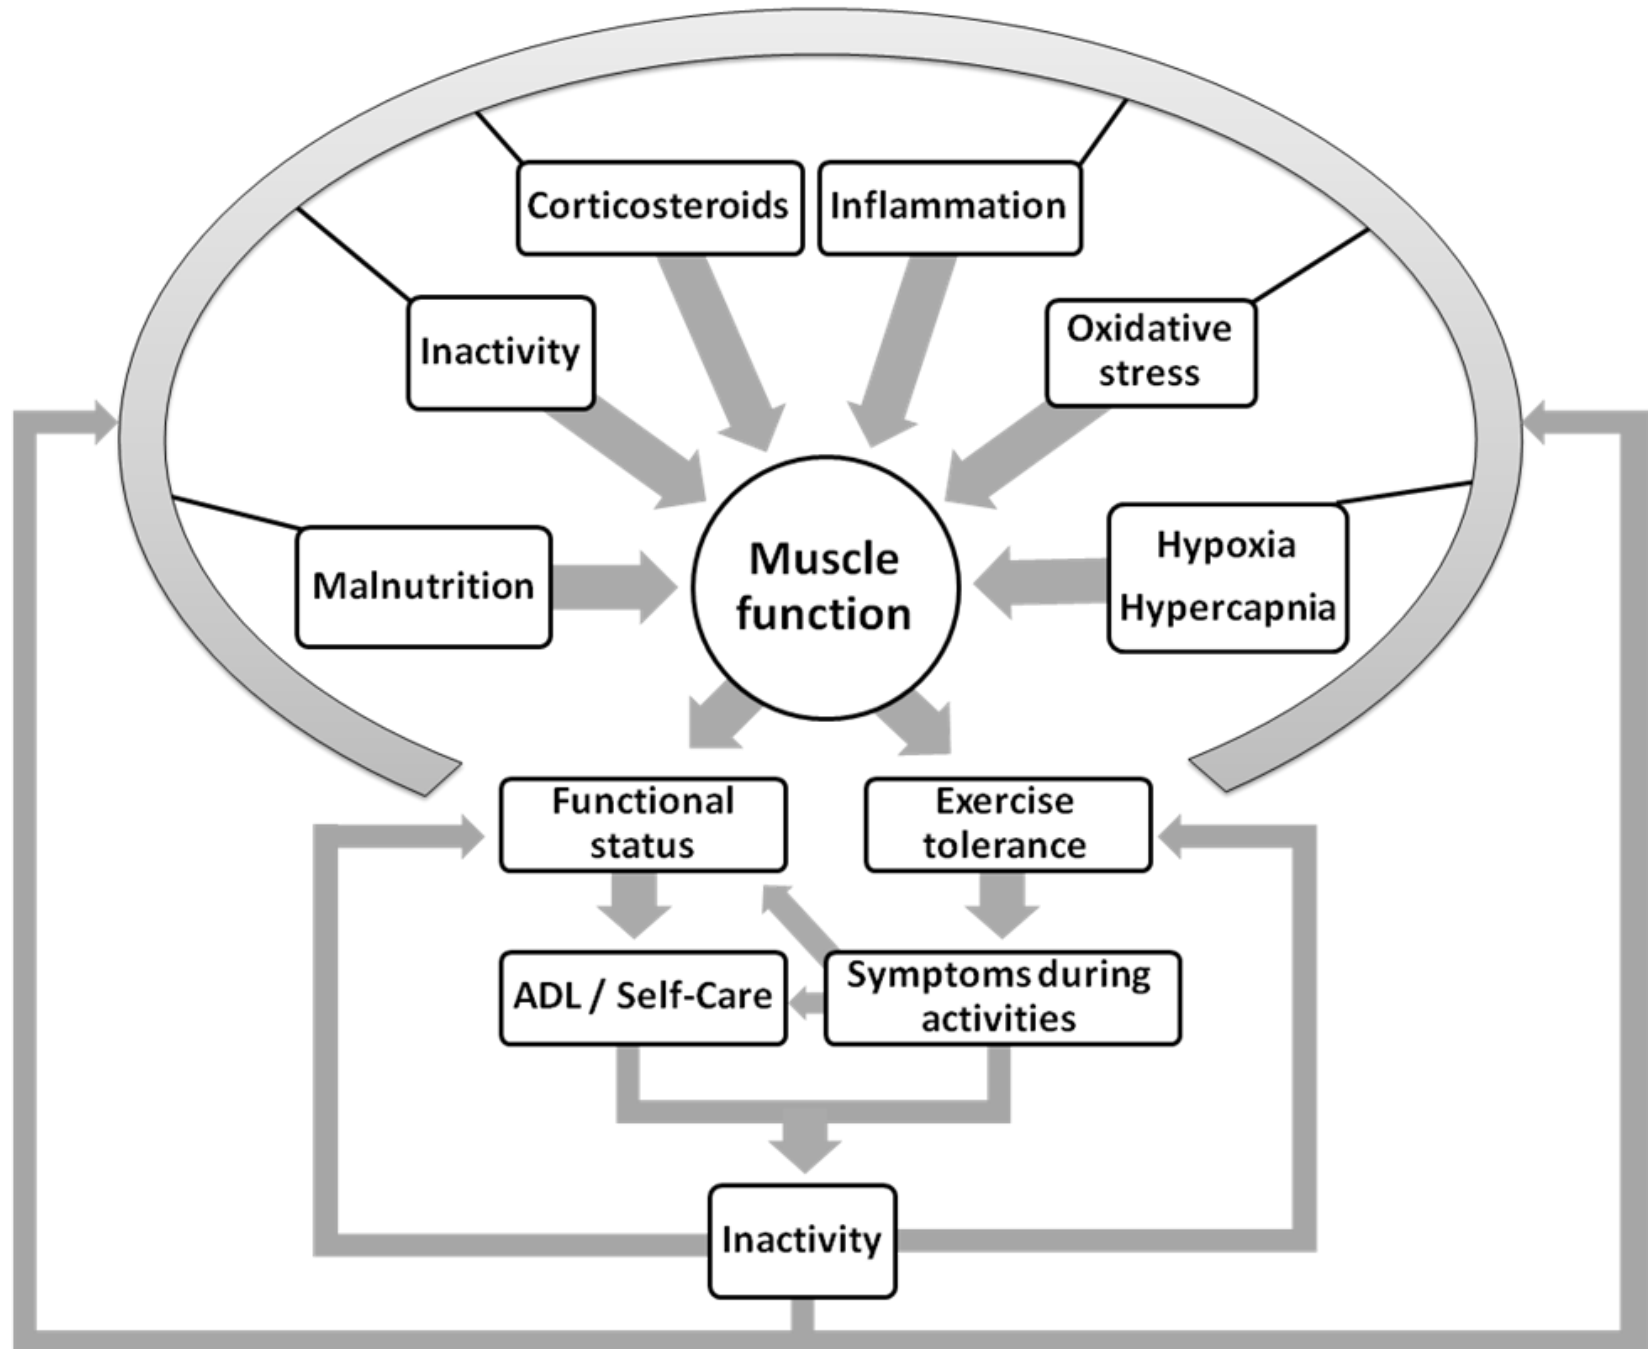 Corticosteroids
Inflammation
Inactivity
Oxidative
stress
Malnutrition
Muscle
function
Hypoxia
Hypercapnia
Functional
status
Exercise
tolerance
ADL / Self-Care
Symptoms during
activities
Inactivity